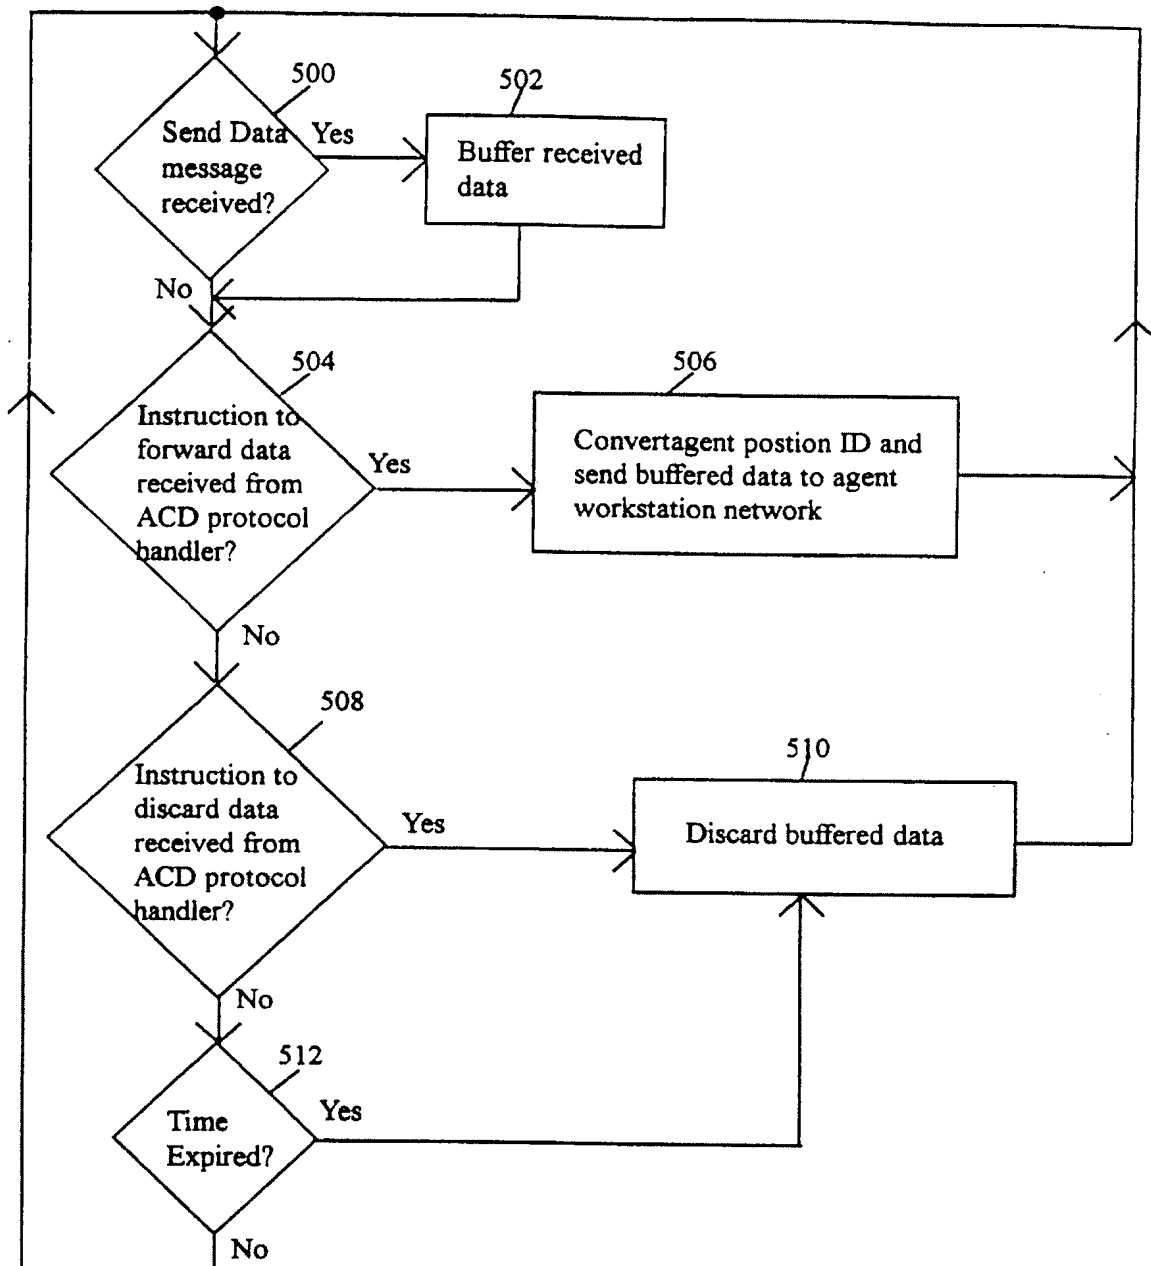 500
Send Data
message
received?
Yes
502
Buffer received
data
No
504
Instruction to
forward data
received from
ACD protocol
handler?
Yes
506
Convertagent postion ID and
send buffered data to agent
workstation network
No
508
Instruction to
discard data
received from
ACD protocol
handler?
Yes
510
Discard buffered data
No
512
Time
Expired?
Yes
No